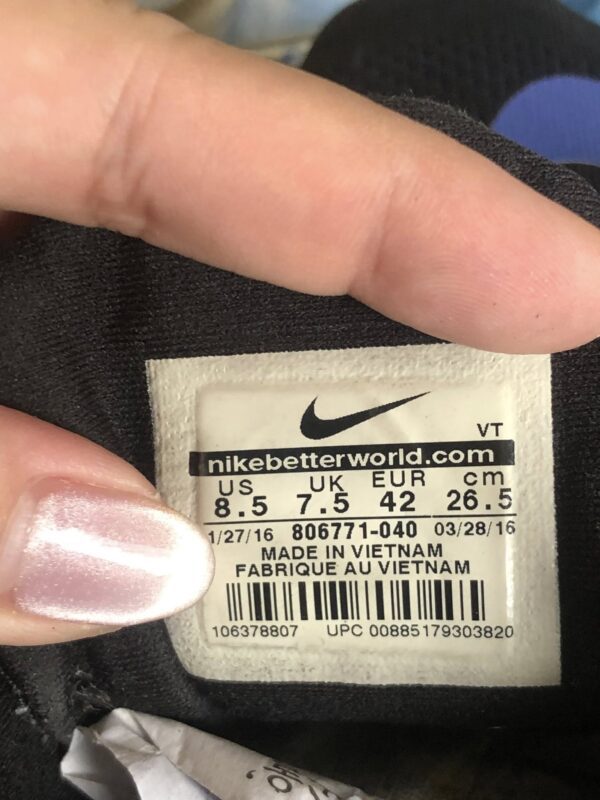 VT
nikebetterworld.com
US UK EUR cm
8.5 7.5 42 26.5
1/27/16 806771-040 03/28/16
MADE IN VIETNAM
FABRIQUE AU VIETNAM
106378807 UPC 00885179303820